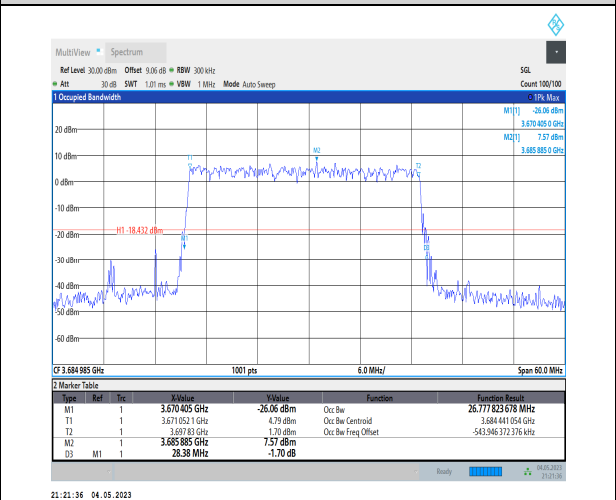 MultiView Spectrum
Ref Level 30.00 dBm Offset 9.06 dB RBW 300 kHz SGL
Att 30 dB SWT 1.01 ms VBW 1 MHz Mode Auto Sweep Count 100/100
1 Occupied Bandwidth 1Pk Max
M1[1] -26.06 dBm
3.670 405 0 GHz
M2[1] 7.57 dBm
3.685 885 0 GHz
20 dBm
M2
10 dBm
T1 T2
0 dBm
-10 dBm
H1 -18.432 dBm
-20 dBm
M1
D3
-30 dBm
-40 dBm
-50 dBm
-60 dBm
CF 3.684 985 GHz 1001 pts 6.0 MHz/ Span 60.0 MHz
2 Marker Table
Type Ref Trc X-Value Y-Value Function Function Result
M1 1 3.670 405 GHz -26.06 dBm Occ Bw 26.777 823 678 MHz
T1 1 3.671 052 1 GHz 4.79 dBm Occ Bw Centroid 3.684 441 054 GHz
T2 1 3.697 83 GHz 1.70 dBm Occ Bw Freq Offset -543.946 372 376 kHz
M2 1 3.685 885 GHz 7.57 dBm
D3 M1 1 28.38 MHz -1.70 dB
Ready 04.05.2023
21:21:36
21:21:36 04.05.2023